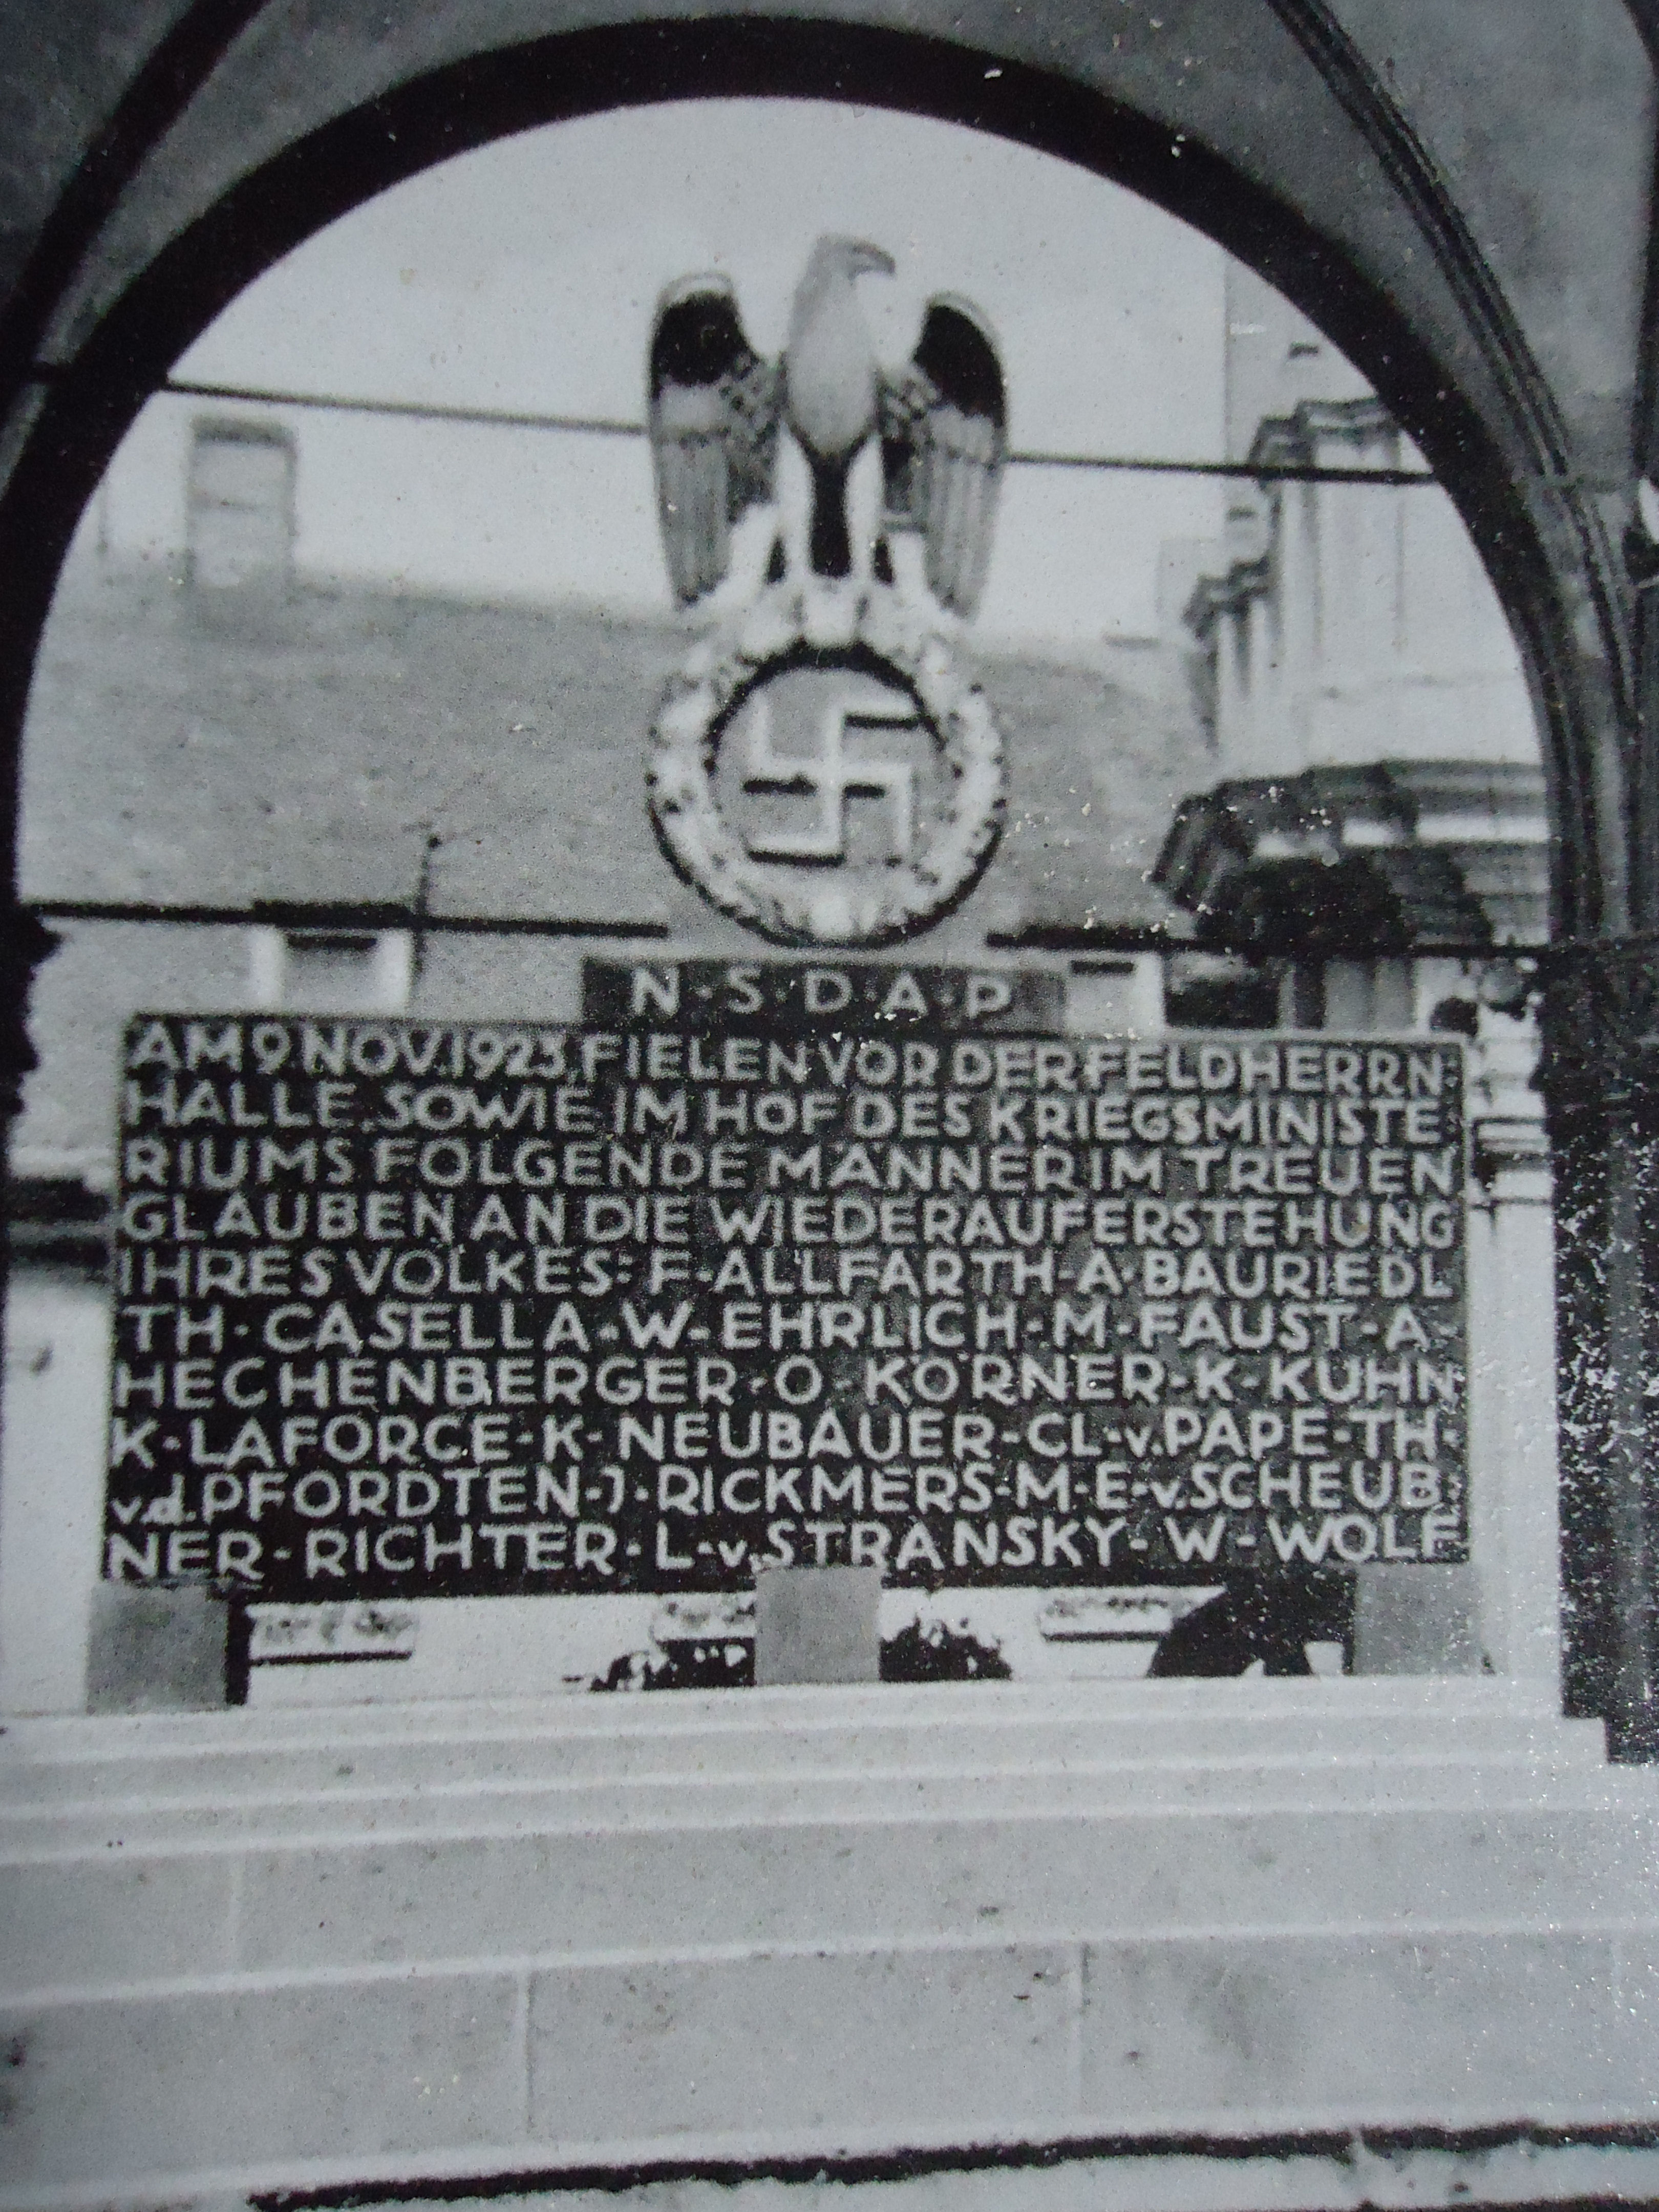 N·S·D·A·P
AM 9. NOV. 1923 FIELEN VOR DER FELDHERRN-
HALLE SOWIE IM HOF DES KRIEGSMINISTE-
RIUMS FOLGENDE MÄNNER IM TREUEN
GLAUBEN AN DIE WIEDERAUFERSTEHUNG
IHRES VOLKES: F-ALLFARTH-A-BAURIEDL
TH-CASELLA-W-EHRLICH-M-FAUST-A-
HECHENBERGER-O-KÖRNER-K-KUHN
K-LAFORCE-K-NEUBAUER-CL-v.PAPE-TH-
v.d.PFORDTEN-J-RICKMERS-M-E-v.SCHEUB-
NER-RICHTER-L-v.STRANSKY-W-WOLF